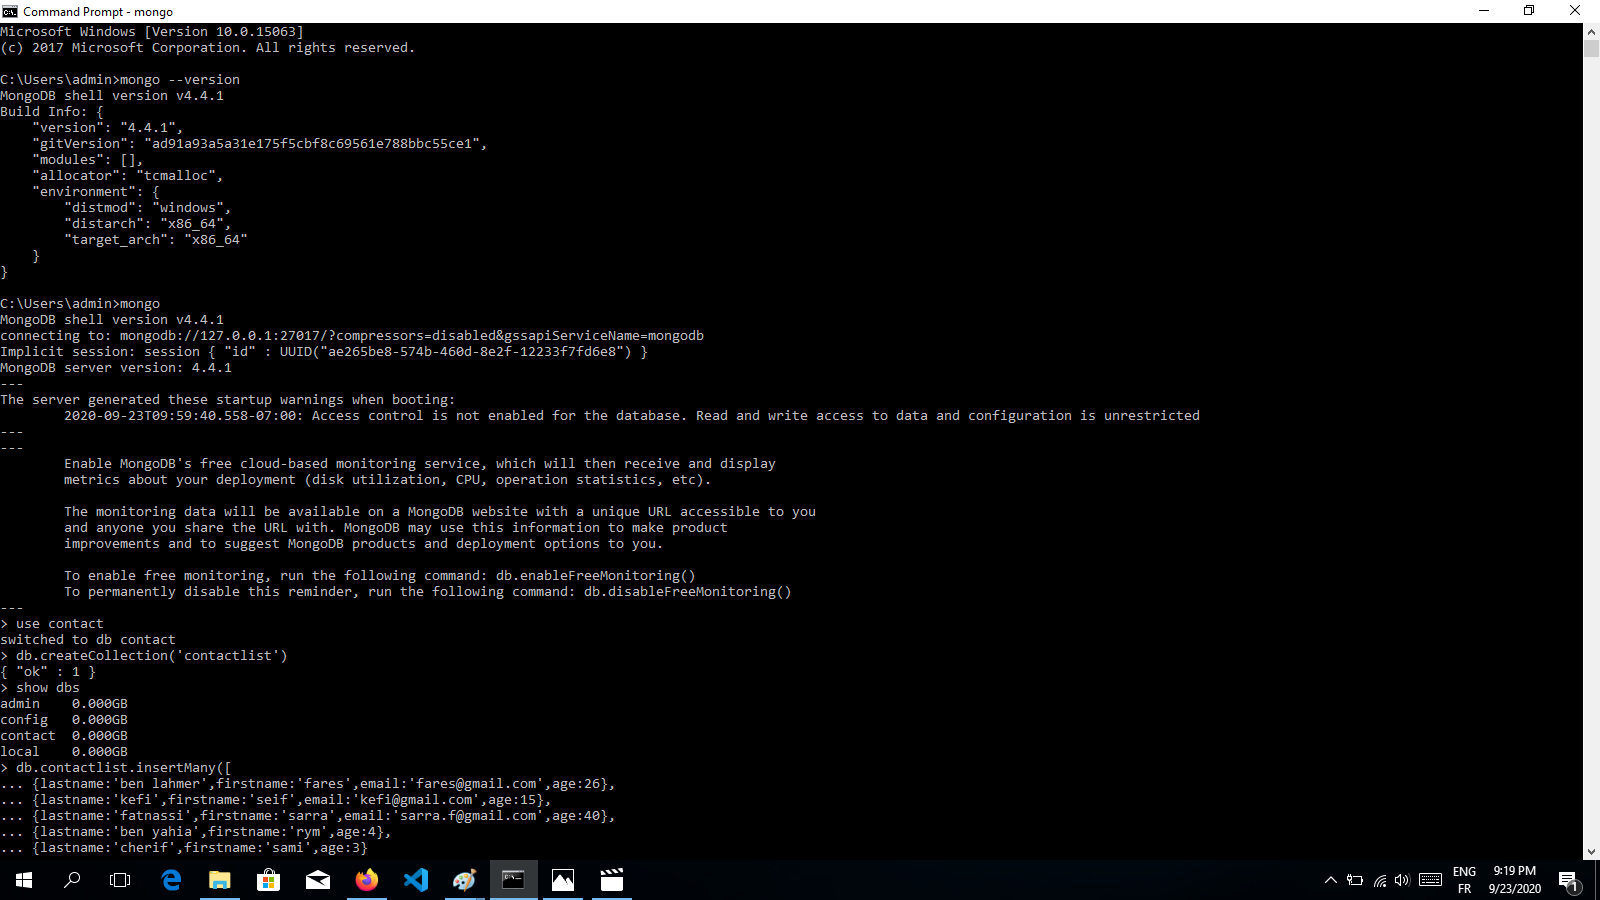 Command Prompt - mongo
Microsoft Windows [Version 10.0.15063]
(c) 2017 Microsoft Corporation. All rights reserved.
C:\Users\admin>mongo --version
MongoDB shell version v4.4.1
Build Info: {
    "version": "4.4.1",
    "gitVersion": "ad91a93a5a31e175f5cbf8c69561e788bbc55ce1",
    "modules": [],
    "allocator": "tcmalloc",
    "environment": {
        "distmod": "windows",
        "distarch": "x86_64",
        "target_arch": "x86_64"
    }
}
C:\Users\admin>mongo
MongoDB shell version v4.4.1
connecting to: mongodb://127.0.0.1:27017/?compressors=disabled&gssapiServiceName=mongodb
Implicit session: session { "id" : UUID("ae265be8-574b-460d-8e2f-12233f7fd6e8") }
MongoDB server version: 4.4.1
---
The server generated these startup warnings when booting:
        2020-09-23T09:59:40.558-07:00: Access control is not enabled for the database. Read and write access to data and configuration is unrestricted
---
---
        Enable MongoDB's free cloud-based monitoring service, which will then receive and display
        metrics about your deployment (disk utilization, CPU, operation statistics, etc).
        The monitoring data will be available on a MongoDB website with a unique URL accessible to you
        and anyone you share the URL with. MongoDB may use this information to make product
        improvements and to suggest MongoDB products and deployment options to you.
        To enable free monitoring, run the following command: db.enableFreeMonitoring()
        To permanently disable this reminder, run the following command: db.disableFreeMonitoring()
---
> use contact
switched to db contact
> db.createCollection('contactlist')
{ "ok" : 1 }
> show dbs
admin    0.000GB
config   0.000GB
contact  0.000GB
local    0.000GB
> db.contactlist.insertMany([
... {lastname:'ben lahmer',firstname:'fares',email:'fares@gmail.com',age:26},
... {lastname:'kefi',firstname:'seif',email:'kefi@gmail.com',age:15},
... {lastname:'fatnassi',firstname:'sarra',email:'sarra.f@gmail.com',age:40},
... {lastname:'ben yahia',firstname:'rym',age:4},
... {lastname:'cherif',firstname:'sami',age:3}
ENG
FR
9:19 PM
9/23/2020
1